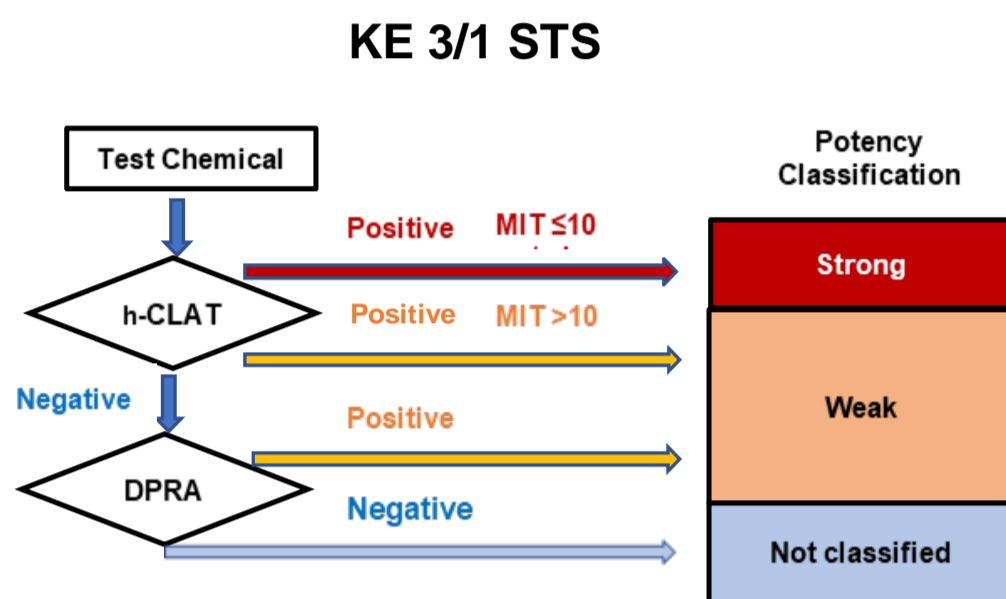 KE 3/1 STS
Test Chemical
Potency
Classification
Positive MIT ≤10
Strong
h-CLAT
Positive MIT >10
Negative
Positive
Weak
DPRA
Negative
Not classified